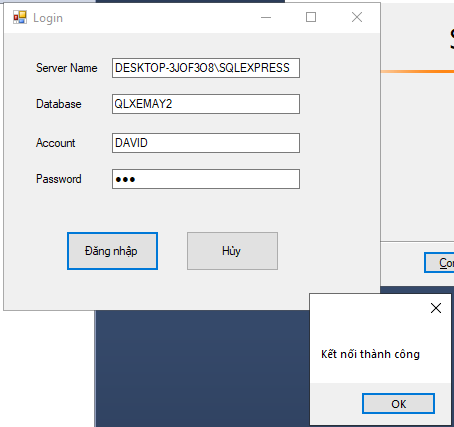 Login
Server Name
DESKTOP-3JOF3O8\SQLEXPRESS
Database
QLXEMAY2
Account
DAVID
Password
●●●
Đăng nhập
Hủy
Kết nối thành công
OK